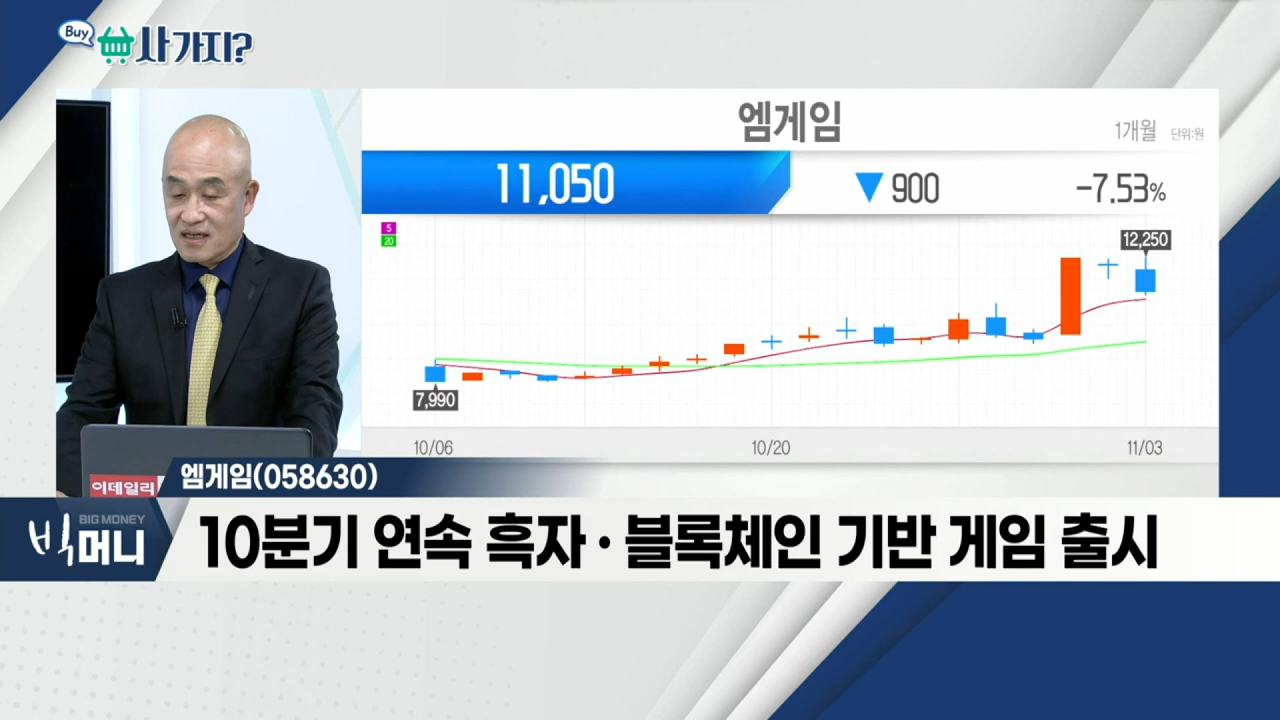 Buy
사가지?
엠게임
1개월 단위:원
11,050 ▼ 900 -7.53%
5
20
12,250
7,990
10/06 10/20 11/03
이데일리
엠게임(058630)
BIG MONEY
빅머니
10분기 연속 흑자·블록체인 기반 게임 출시